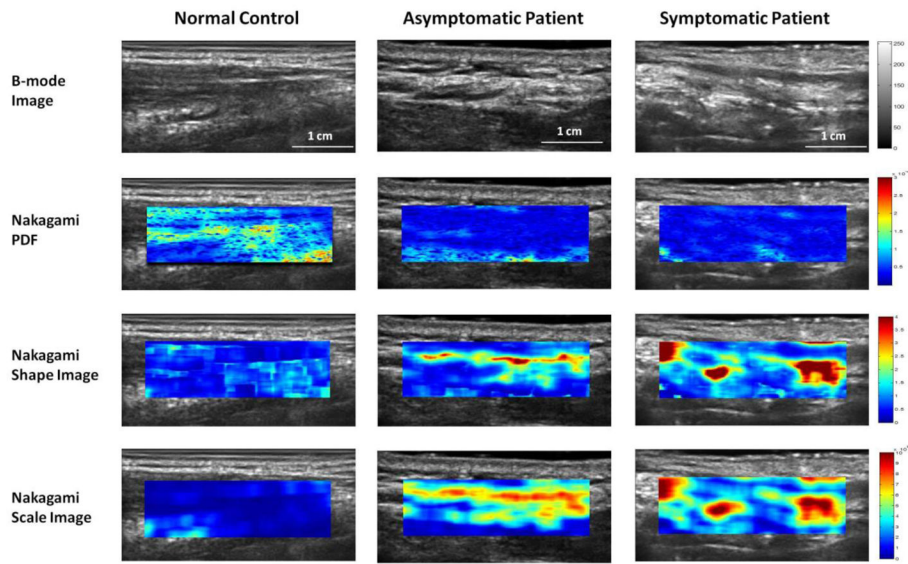 Normal Control
Asymptomatic Patient
Symptomatic Patient
B-mode
Image
1 cm
1 cm
1 cm
250
200
150
100
50
0
Nakagami
PDF
Nakagami
Shape Image
Nakagami
Scale Image